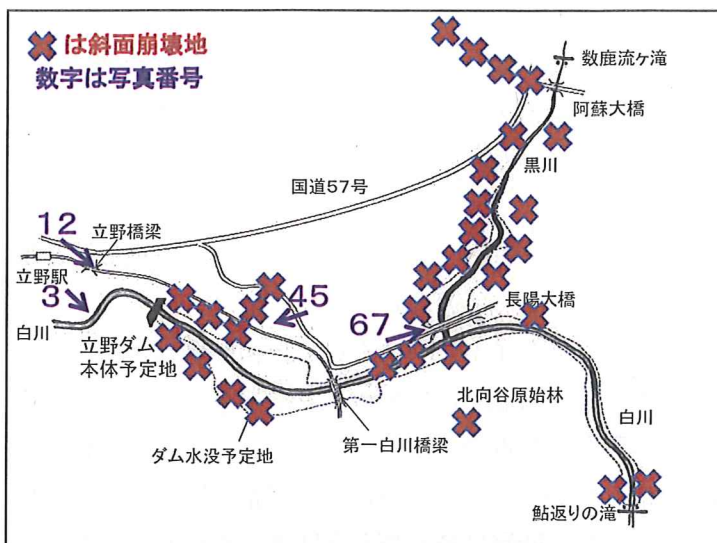 は斜面崩壊地
数字は写真番号
数鹿流ヶ滝
阿蘇大橋
黒川
国道57号
12
立野橋梁
立野駅
3
45
67
長陽大橋
白川
立野ダム
本体予定地
北向谷原始林
白川
ダム水没予定地
第一白川橋梁
鮎返りの滝